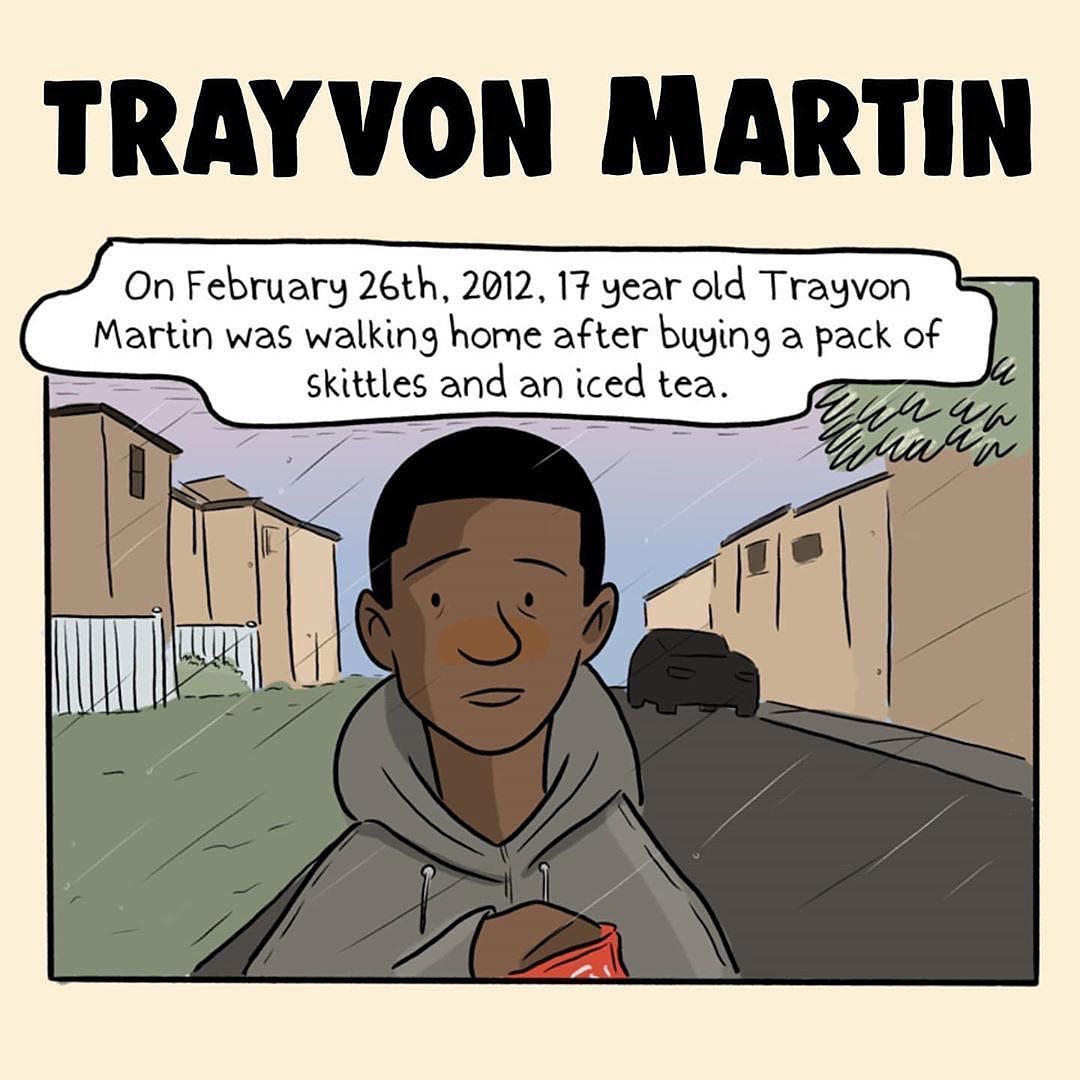 TRAYVON MARTIN
On February 26th, 2012, 17 year old Trayvon
Martin was walking home after buying a pack of
skittles and an iced tea.